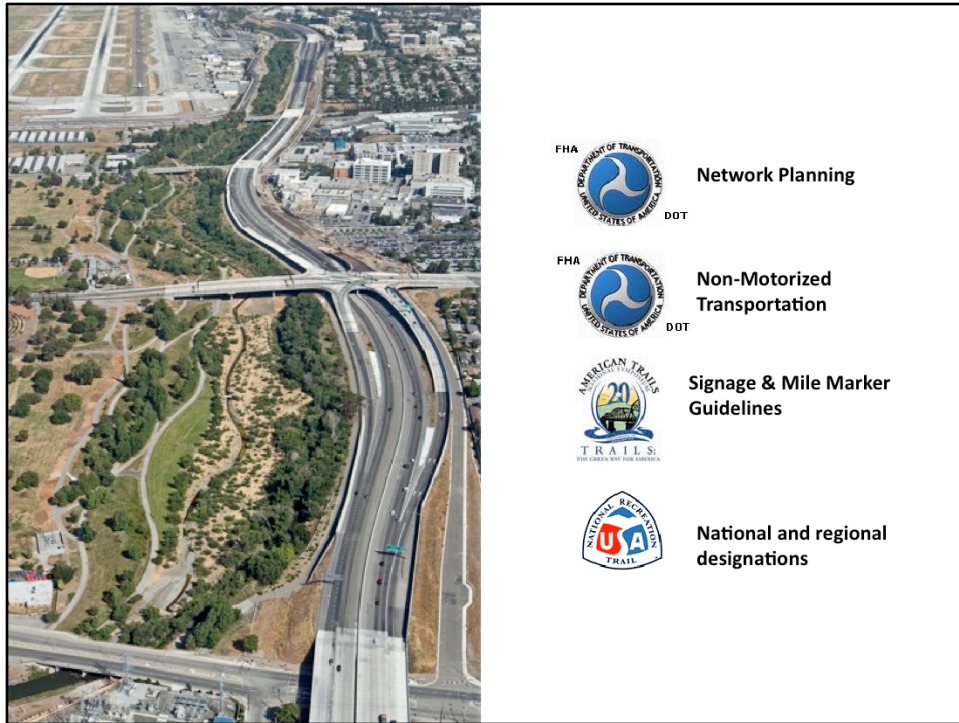 FHA
DEPARTMENT OF TRANSPORTATION
UNITED STATES OF AMERICA
DOT
Network Planning
FHA
DEPARTMENT OF TRANSPORTATION
UNITED STATES OF AMERICA
DOT
Non-Motorized
Transportation
AMERICAN TRAILS
NATIONAL SYMPOSIUM
20
TRAILS:
THE GREEN WAY FOR AMERICA
Signage & Mile Marker
Guidelines
NATIONAL RECREATION
USA
TRAIL
National and regional
designations